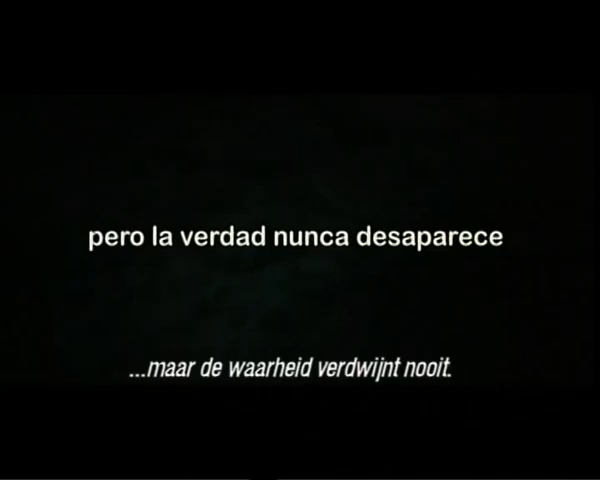 pero la verdad nunca desaparece
...maar de waarheid verdwijnt nooit.